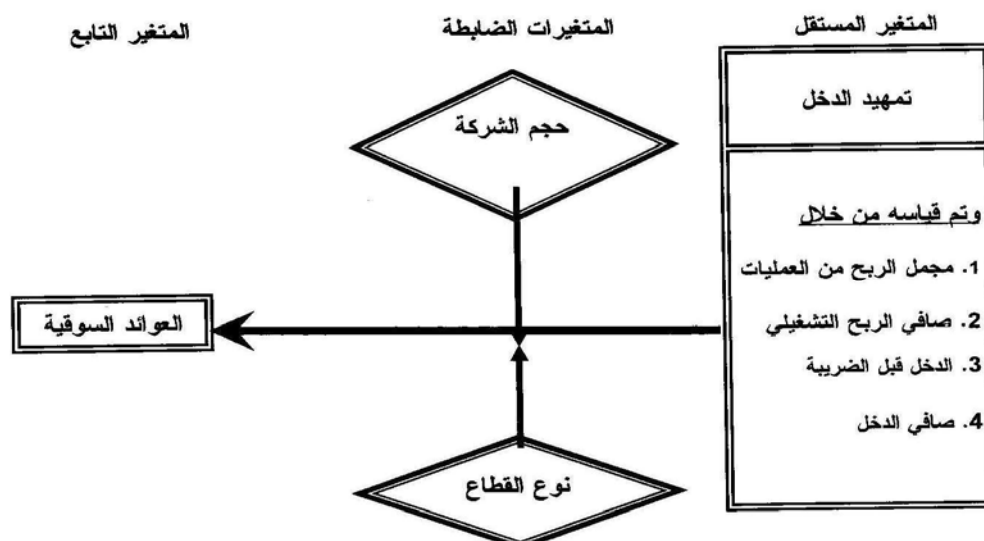 المتغير المستقل
المتغيرات الضابطة
المتغير التابع
تمهيد الدخل
وتم قياسه من خلال
1. مجمل الربح من العمليات
2. صافي الربح التشغيلي
3. الدخل قبل الضريبة
4. صافي الدخل
حجم الشركة
نوع القطاع
العوائد السوقية